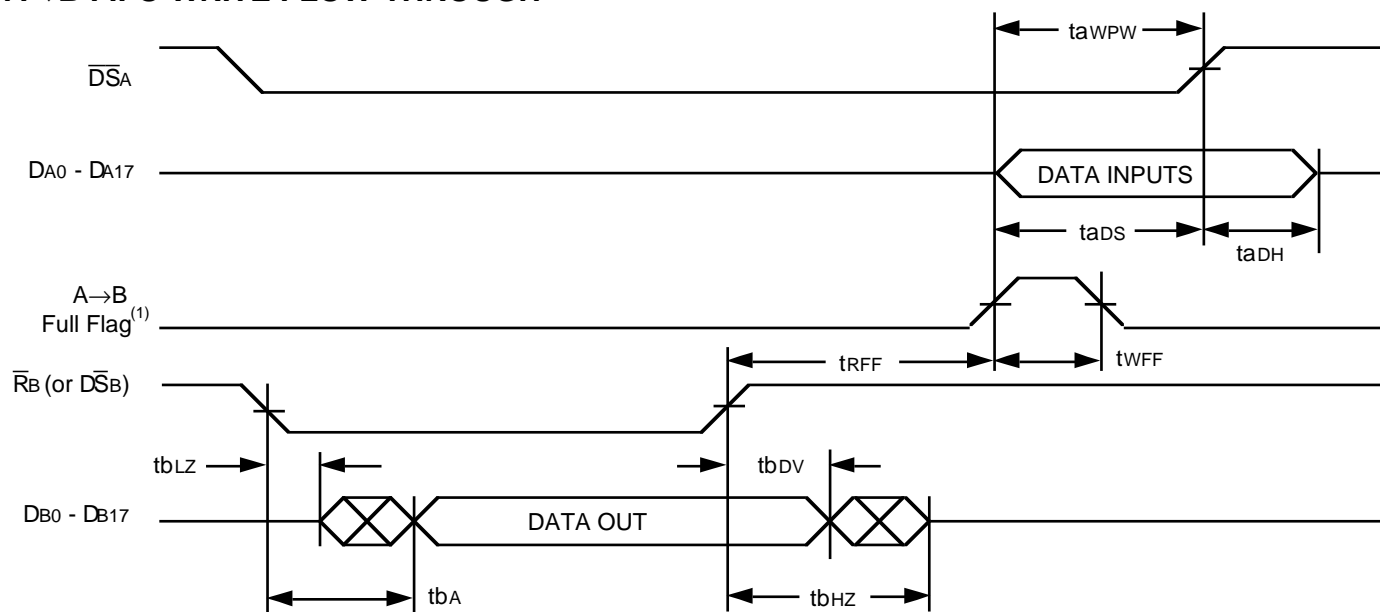 taWPW
DSA
DA0 - DA17
DATA INPUTS
taDS
taDH
A→B
Full Flag(1)
tRFF
tWFF
RB (or DSB)
tbLZ
tbDV
DB0 - DB17
DATA OUT
tbA
tbHZ